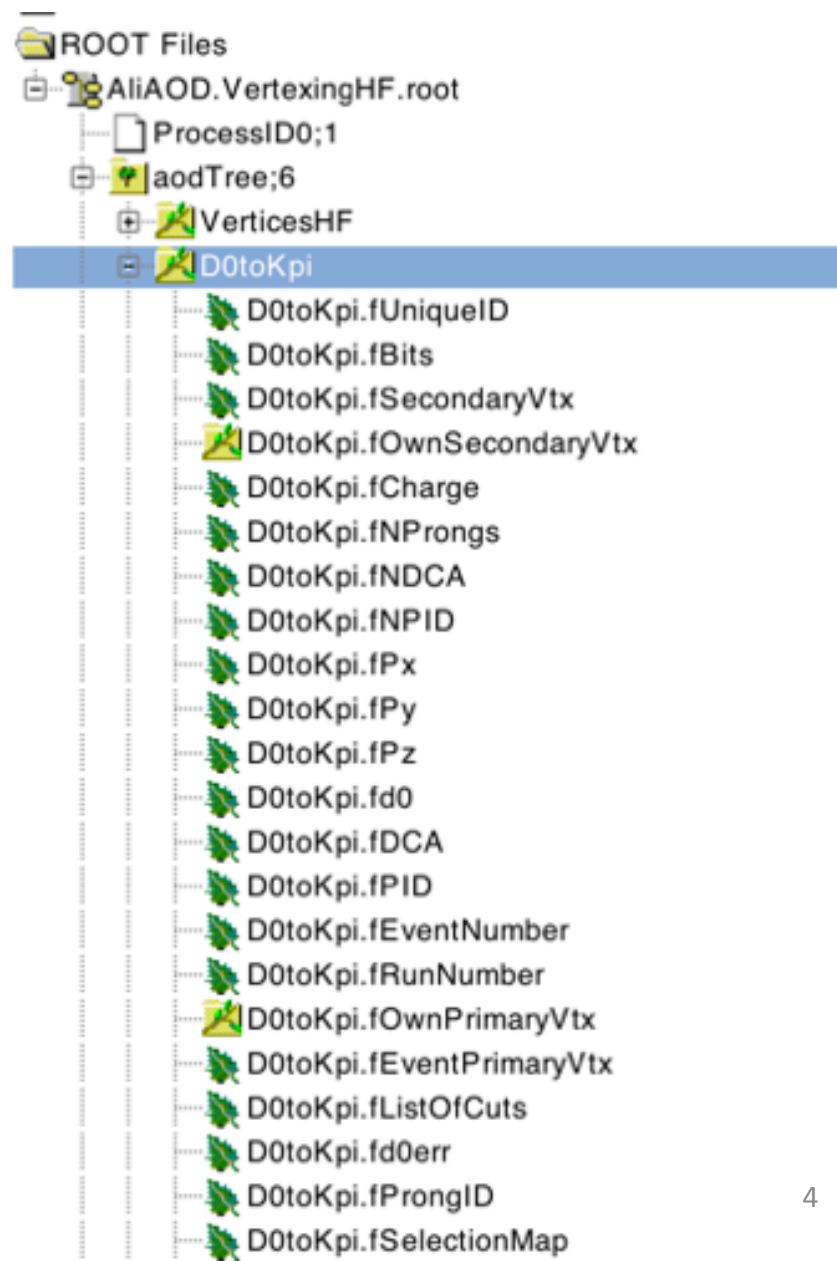 ROOT Files
AliAOD.VertexingHF.root
ProcessID0;1
aodTree;6
VerticesHF
D0toKpi
D0toKpi.fUniqueID
D0toKpi.fBits
D0toKpi.fSecondaryVtx
D0toKpi.fOwnSecondaryVtx
D0toKpi.fCharge
D0toKpi.fNProngs
D0toKpi.fNDCA
D0toKpi.fNPID
D0toKpi.fPx
D0toKpi.fPy
D0toKpi.fPz
D0toKpi.fd0
D0toKpi.fDCA
D0toKpi.fPID
D0toKpi.fEventNumber
D0toKpi.fRunNumber
D0toKpi.fOwnPrimaryVtx
D0toKpi.fEventPrimaryVtx
D0toKpi.fListOfCuts
D0toKpi.fd0err
D0toKpi.fProngID 4
D0toKpi.fSelectionMap